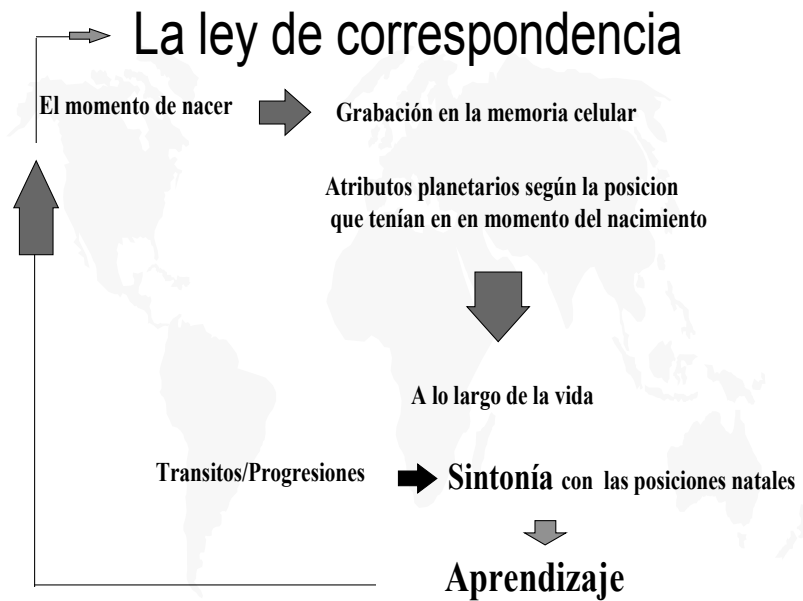 La ley de correspondencia
El momento de nacer
Grabación en la memoria celular
Atributos planetarios según la posicion
que tenían en en momento del nacimiento
A lo largo de la vida
Transitos/Progresiones
Sintonía con las posiciones natales
Aprendizaje